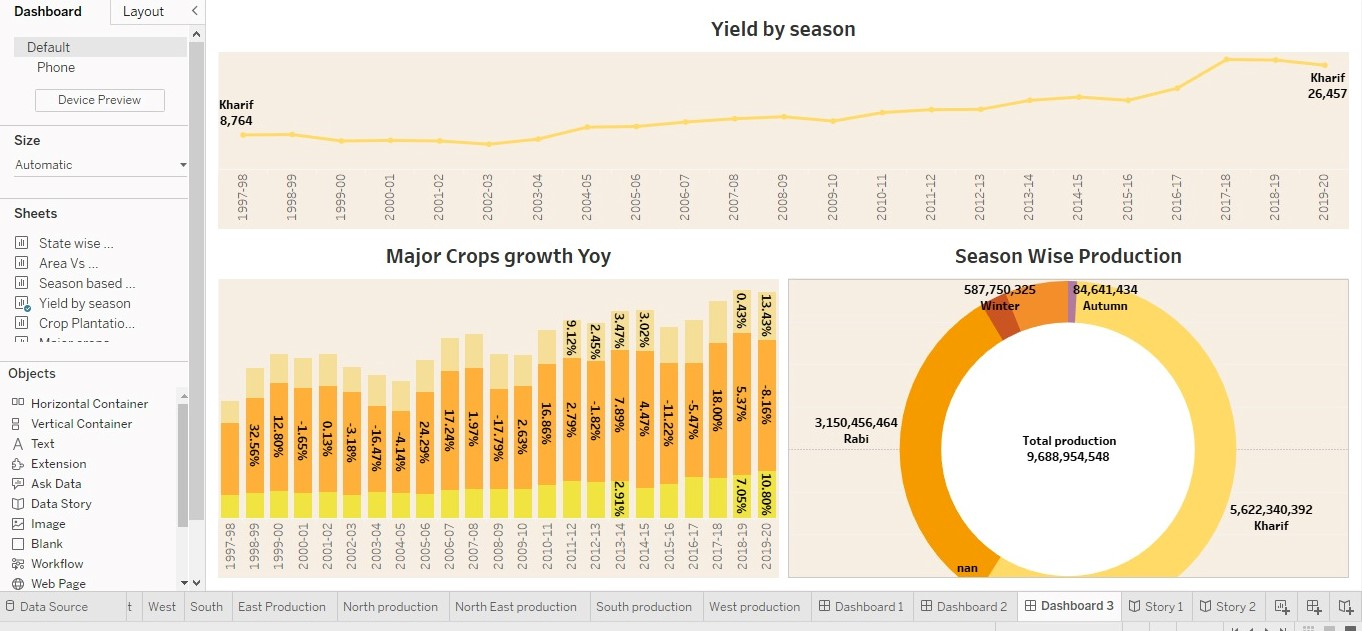 Dashboard
Layout
Default
Phone
Device Preview
Size
Automatic
Sheets
State wise ...
Area Vs ...
Season based ...
Yield by season
Crop Plantatio...
Objects
Horizontal Container
Vertical Container
Text
Extension
Ask Data
Data Story
Image
Blank
Workflow
Web Page
Yield by season
Kharif
8,764
Kharif
26,457
1997-98
1998-99
1999-00
2000-01
2001-02
2002-03
2003-04
2004-05
2005-06
2006-07
2007-08
2008-09
2009-10
2010-11
2011-12
2012-13
2013-14
2014-15
2015-16
2016-17
2017-18
2018-19
2019-20
Major Crops growth Yoy
32.56%
12.80%
-1.65%
0.13%
-3.18%
-16.47%
-4.14%
24.29%
17.24%
1.97%
-17.79%
2.63%
16.86%
9.12%
2.79%
2.45%
-1.82%
3.47%
7.89%
2.91%
3.02%
4.47%
-11.22%
-5.47%
18.00%
0.43%
5.37%
7.05%
13.43%
-8.16%
10.80%
1997-98
1998-99
1999-00
2000-01
2001-02
2002-03
2003-04
2004-05
2005-06
2006-07
2007-08
2008-09
2009-10
2010-11
2011-12
2012-13
2013-14
2014-15
2015-16
2016-17
2017-18
2018-19
2019-20
Season Wise Production
587,750,325
Winter
84,641,434
Autumn
3,150,456,464
Rabi
Total production
9,688,954,548
5,622,340,392
Kharif
nan
Data Source
t
West
South
East Production
North production
North East production
South production
West production
Dashboard 1
Dashboard 2
Dashboard 3
Story 1
Story 2